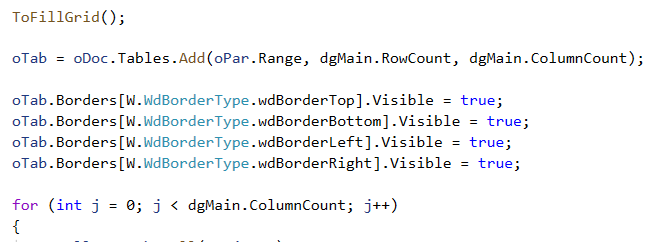 ToFillGrid();
oTab = oDoc.Tables.Add(oPar.Range, dgMain.RowCount, dgMain.ColumnCount);
oTab.Borders[W.WdBorderType.wdBorderTop].Visible = true;
oTab.Borders[W.WdBorderType.wdBorderBottom].Visible = true;
oTab.Borders[W.WdBorderType.wdBorderLeft].Visible = true;
oTab.Borders[W.WdBorderType.wdBorderRight].Visible = true;
for (int j = 0; j < dgMain.ColumnCount; j++)
{